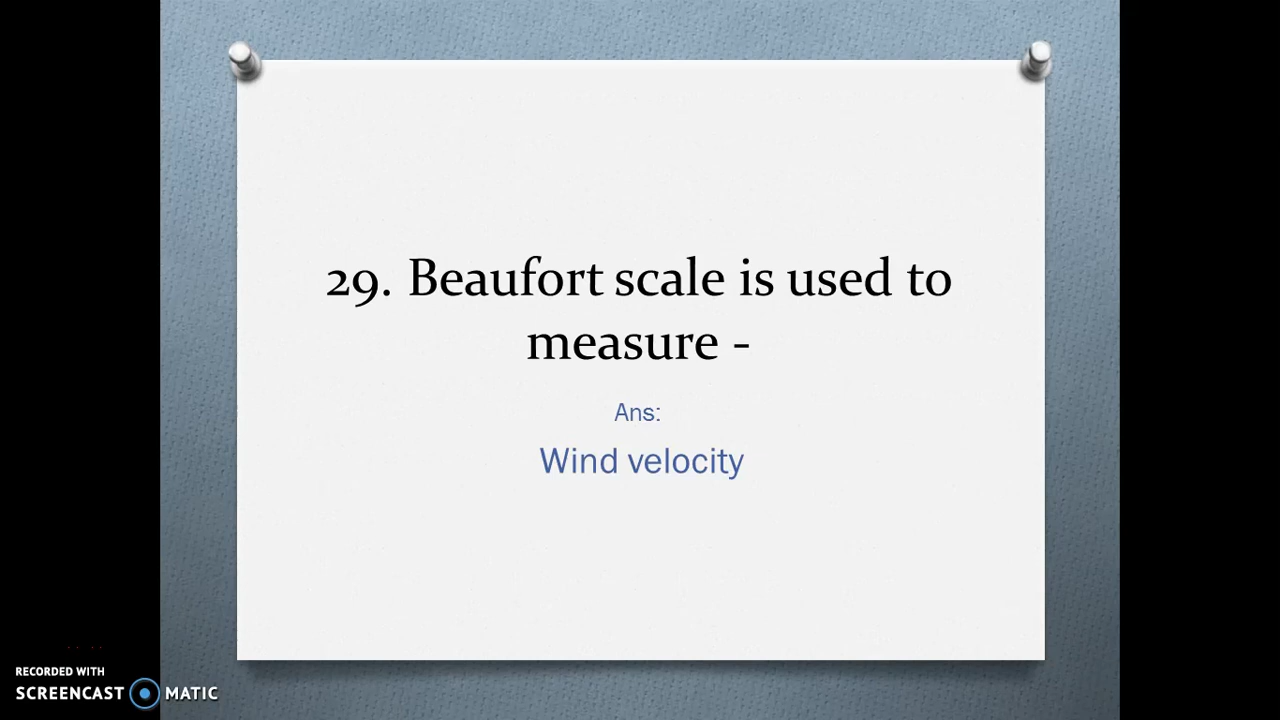 29. Beaufort scale is used to
measure -
Ans:
Wind velocity
RECORDED WITH
SCREENCAST MATIC